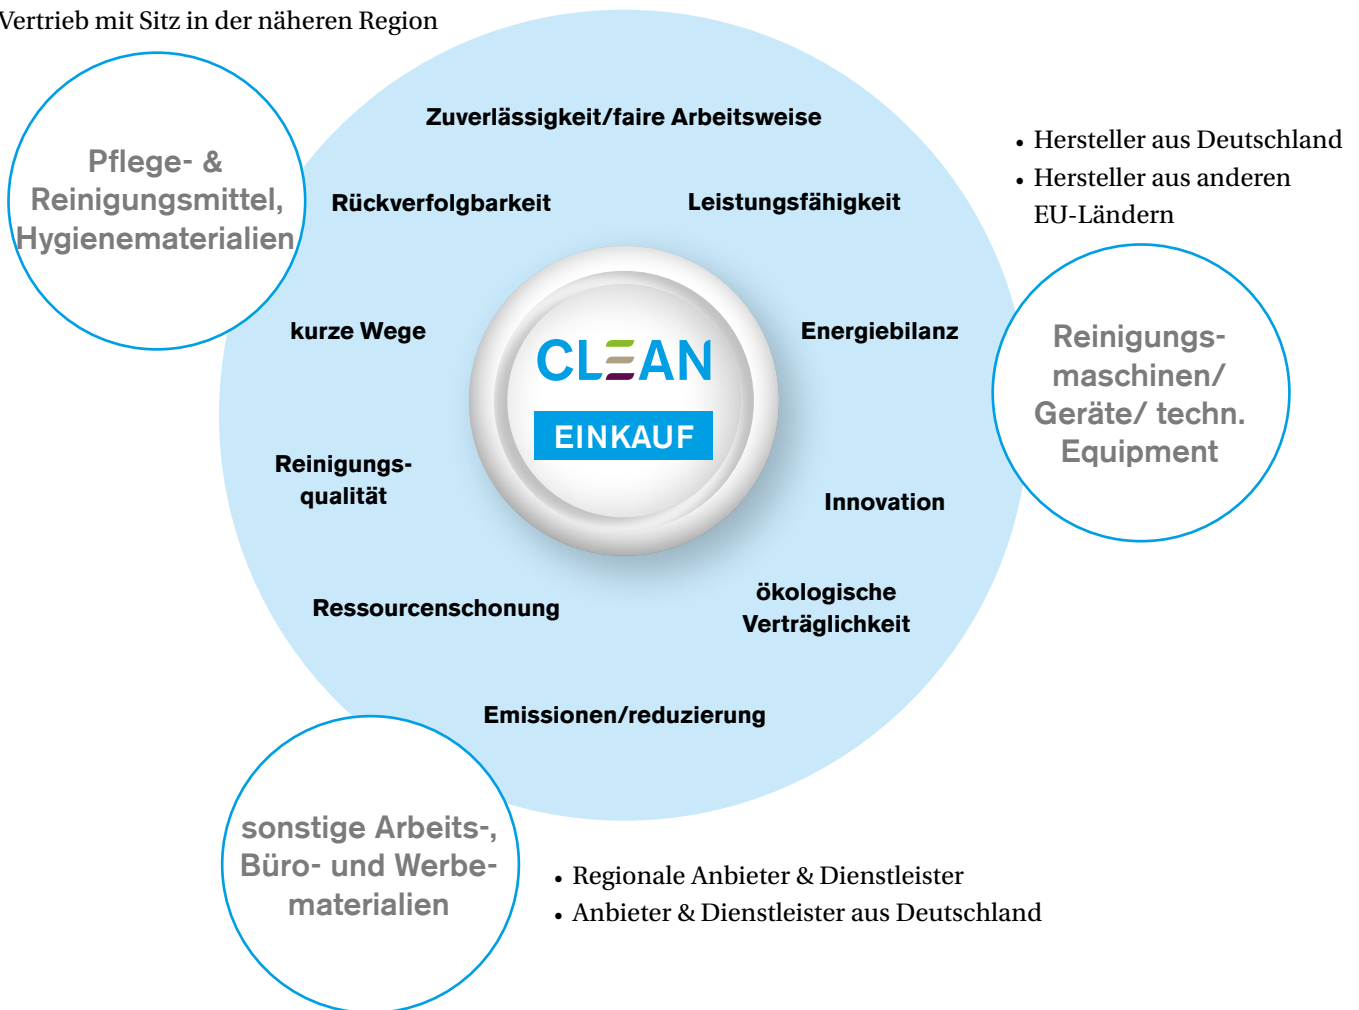 Vertrieb mit Sitz in der näheren Region
Pflege- &
Reinigungsmittel,
Hygienematerialien
Zuverlässigkeit/faire Arbeitsweise
Rückverfolgbarkeit
Leistungsfähigkeit
kurze Wege
Energiebilanz
CLEAN
EINKAUF
Reinigungs-
qualität
Innovation
Ressourcenschonung
ökologische
Verträglichkeit
Emissionen/reduzierung
• Hersteller aus Deutschland
• Hersteller aus anderen
EU-Ländern
Reinigungs-
maschinen/
Geräte/ techn.
Equipment
sonstige Arbeits-,
Büro- und Werbe-
materialien
• Regionale Anbieter & Dienstleister
• Anbieter & Dienstleister aus Deutschland